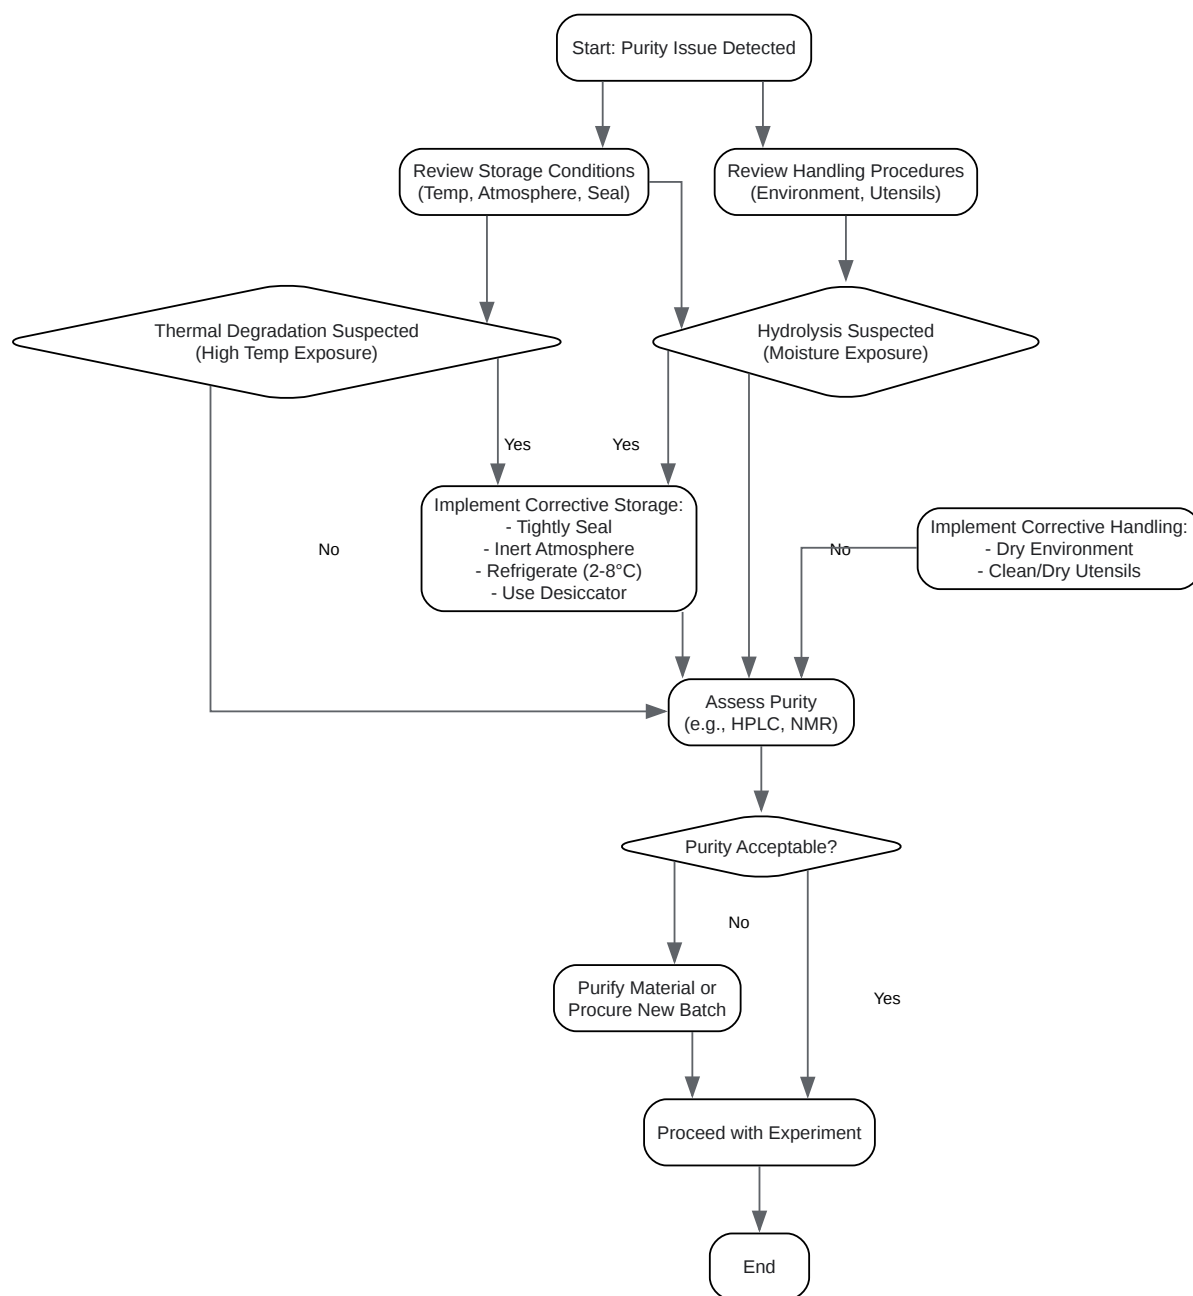 Start: Purity Issue Detected
Review Storage Conditions
(Temp, Atmosphere, Seal)
Review Handling Procedures
(Environment, Utensils)
Thermal Degradation Suspected
(High Temp Exposure)
Hydrolysis Suspected
(Moisture Exposure)
Yes
Yes
Implement Corrective Storage:
- Tightly Seal
- Inert Atmosphere
- Refrigerate (2-8°C)
- Use Desiccator
No
No
Implement Corrective Handling:
- Dry Environment
- Clean/Dry Utensils
Assess Purity
(e.g., HPLC, NMR)
Purity Acceptable?
No
Purify Material or
Procure New Batch
Yes
Proceed with Experiment
End